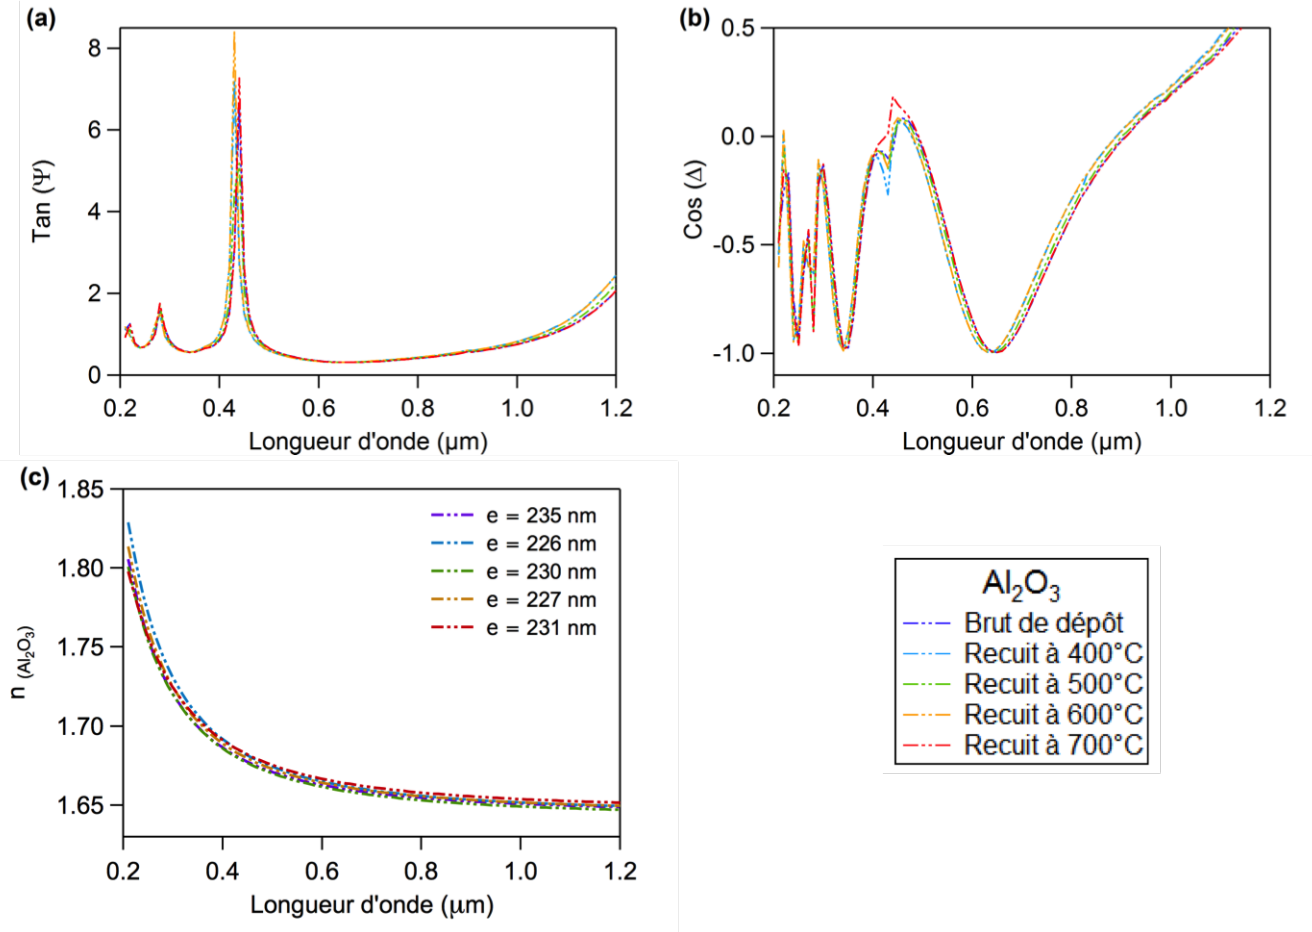 (a)
8
6
4
2
0
Tan (Ψ)
0.2 0.4 0.6 0.8 1.0 1.2
Longueur d'onde (µm)
(b)
0.5
0.0
-0.5
-1.0
Cos (Δ)
0.2 0.4 0.6 0.8 1.0 1.2
Longueur d'onde (µm)
(c)
1.85
1.80
1.75
1.70
1.65
n (Al₂O₃)
e = 235 nm
e = 226 nm
e = 230 nm
e = 227 nm
e = 231 nm
0.2 0.4 0.6 0.8 1.0 1.2
Longueur d'onde (µm)
Al₂O₃
Brut de dépôt
Recuit à 400°C
Recuit à 500°C
Recuit à 600°C
Recuit à 700°C